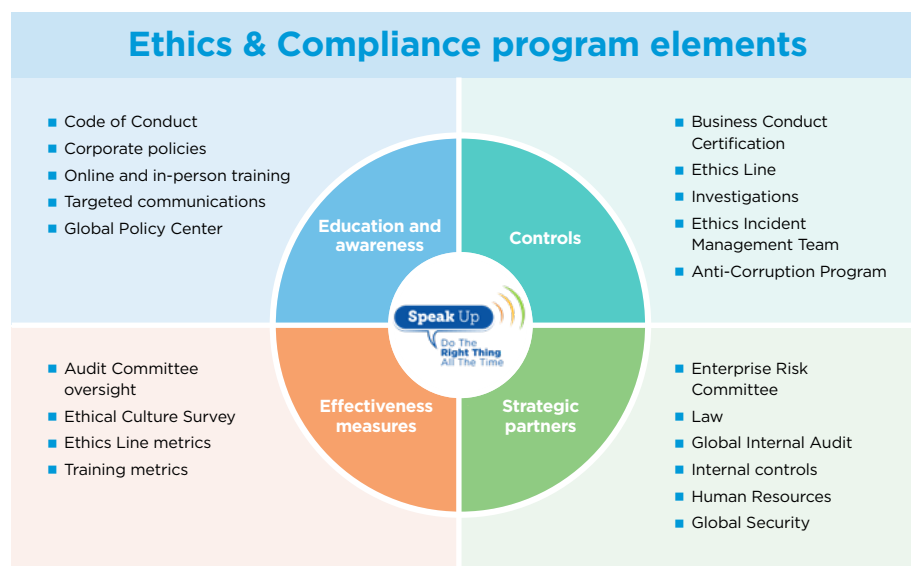 Ethics & Compliance program elements
Code of Conduct
Corporate policies
Online and in-person training
Targeted communications
Global Policy Center
Education and
awareness
Controls
Business Conduct
Certification
Ethics Line
Investigations
Ethics Incident
Management Team
Anti-Corruption Program
Speak Up
Do The
Right Thing
All The Time
Audit Committee
oversight
Ethical Culture Survey
Ethics Line metrics
Training metrics
Effectiveness
measures
Strategic
partners
Enterprise Risk
Committee
Law
Global Internal Audit
Internal controls
Human Resources
Global Security